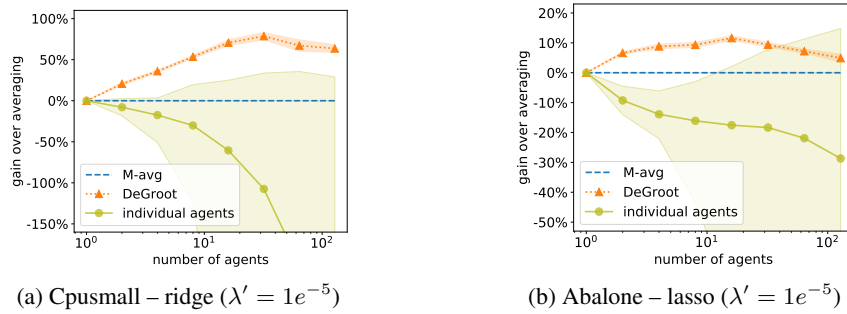 100%
50%
0%
-50%
-100%
-150%
gain over averaging
M-avg
DeGroot
individual agents
10^0
10^1
10^2
number of agents
(a) Cpusmall – ridge (λ′ = 1e^{-5})
20%
10%
0%
-10%
-20%
-30%
-40%
-50%
gain over averaging
M-avg
DeGroot
individual agents
10^0
10^1
10^2
number of agents
(b) Abalone – lasso (λ′ = 1e^{-5})